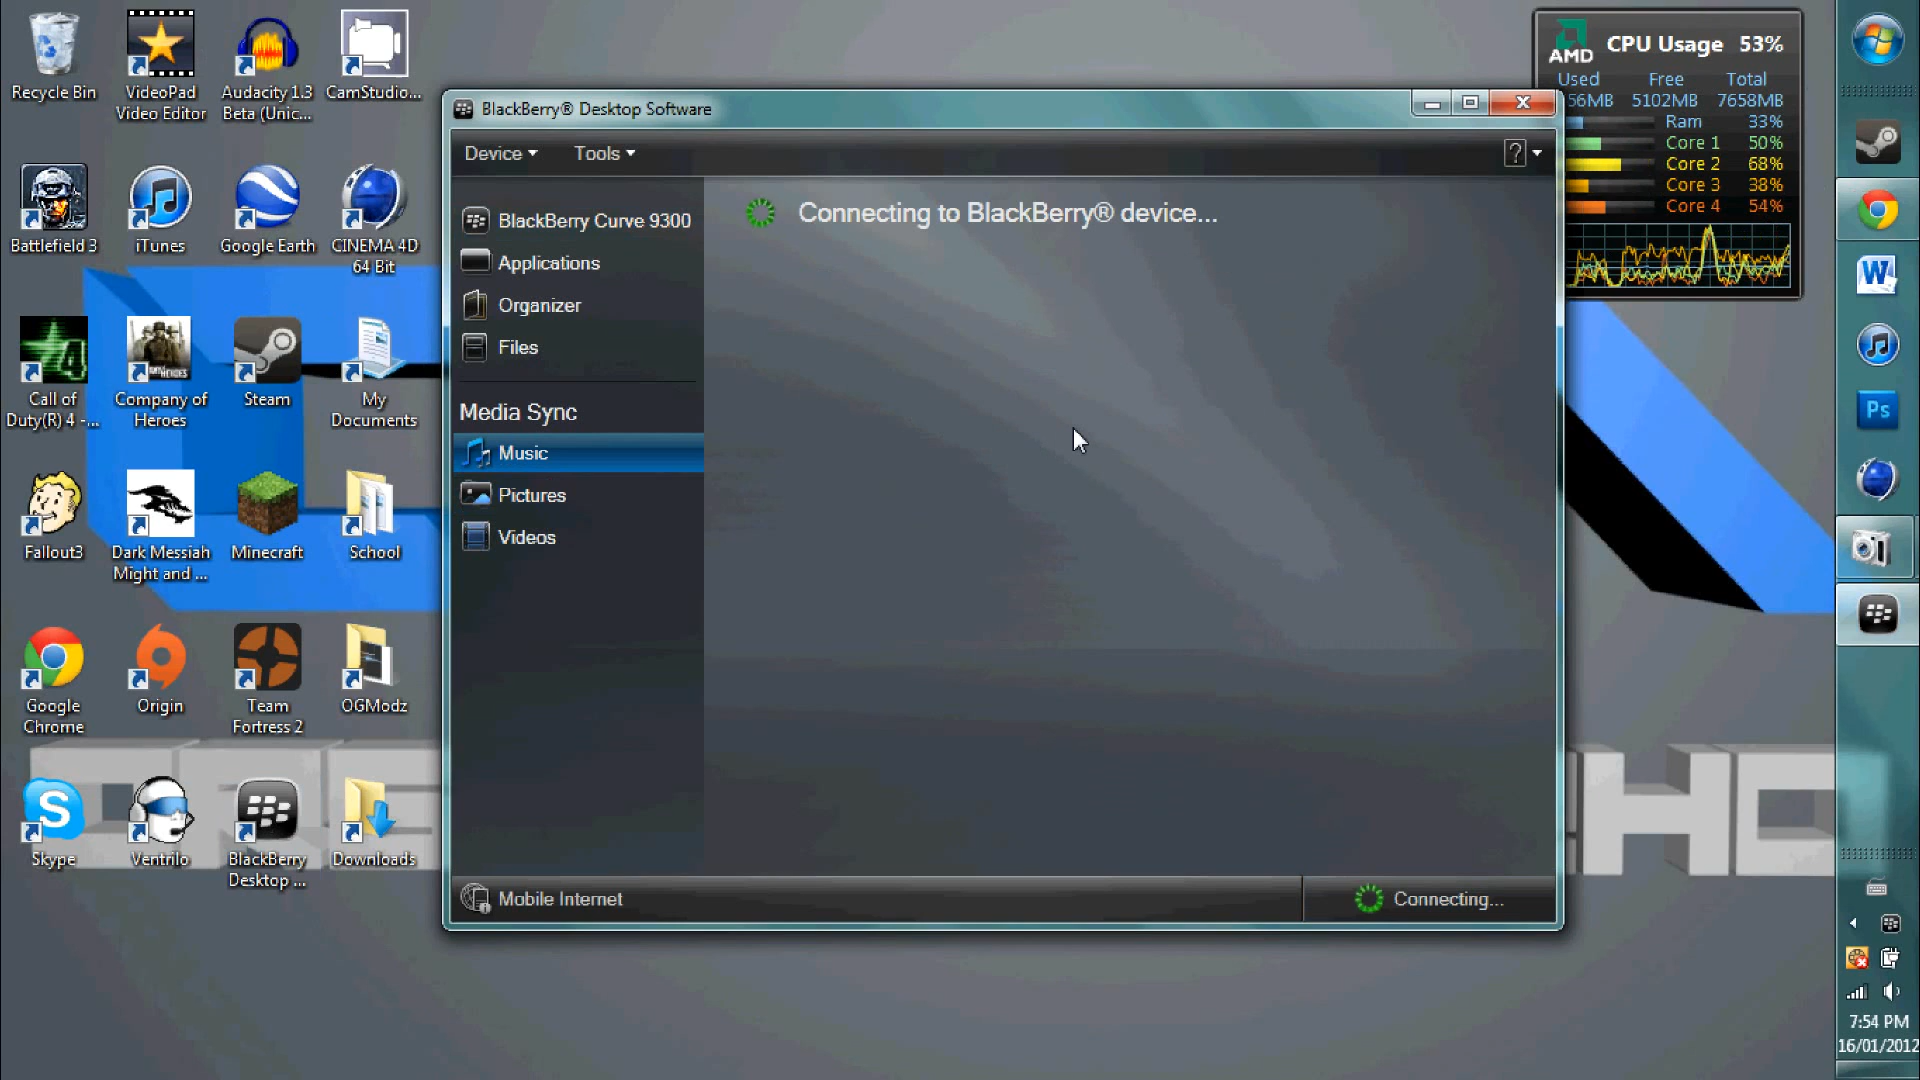 Recycle Bin
VideoPad
Video Editor
Audacity 1.3
Beta (Unic...
CamStudio...
Battlefield 3
iTunes
Google Earth
CINEMA 4D
64 Bit
4
Call of
Duty(R) 4 -...
Company of
Heroes
Steam
My
Documents
Fallout3
Dark Messiah
Might and ...
Minecraft
School
Google
Chrome
Origin
Team
Fortress 2
OGModz
Skype
Ventrilo
BlackBerry
Desktop ...
Downloads
BlackBerry® Desktop Software
Device
Tools
?
BlackBerry Curve 9300
Applications
Organizer
Files
Media Sync
Music
Pictures
Videos
Connecting to BlackBerry® device...
Mobile Internet
Connecting...
AMD
CPU Usage 53%
Used Free Total
56MB 5102MB 7658MB
Ram 33%
Core 1 50%
Core 2 68%
Core 3 38%
Core 4 54%
W
Ps
7:54 PM
16/01/2012